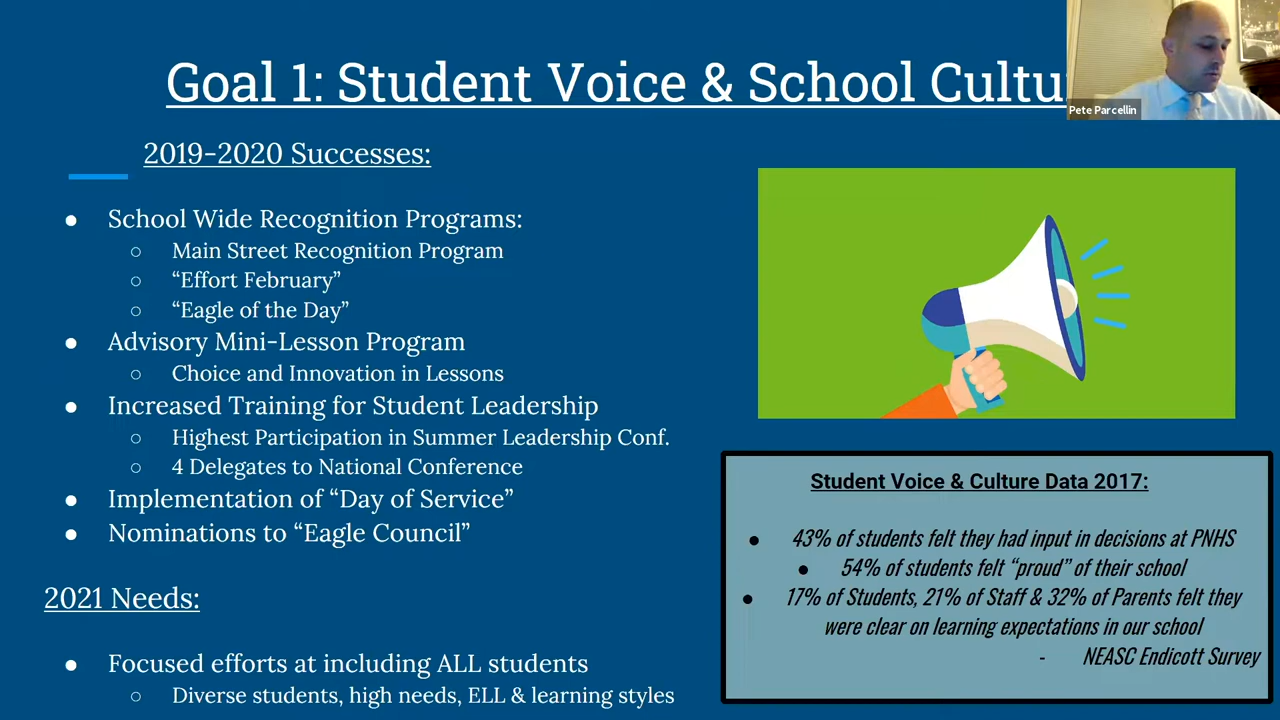 Goal 1: Student Voice & School Cultu
Pete Parcellin
2019-2020 Successes:
● School Wide Recognition Programs:
○ Main Street Recognition Program
○ “Effort February”
○ “Eagle of the Day”
● Advisory Mini-Lesson Program
○ Choice and Innovation in Lessons
● Increased Training for Student Leadership
○ Highest Participation in Summer Leadership Conf.
○ 4 Delegates to National Conference
● Implementation of “Day of Service”
● Nominations to “Eagle Council”
2021 Needs:
● Focused efforts at including ALL students
○ Diverse students, high needs, ELL & learning styles
Student Voice & Culture Data 2017:
● 43% of students felt they had input in decisions at PNHS
● 54% of students felt “proud” of their school
● 17% of Students, 21% of Staff & 32% of Parents felt they
were clear on learning expectations in our school
- NEASC Endicott Survey